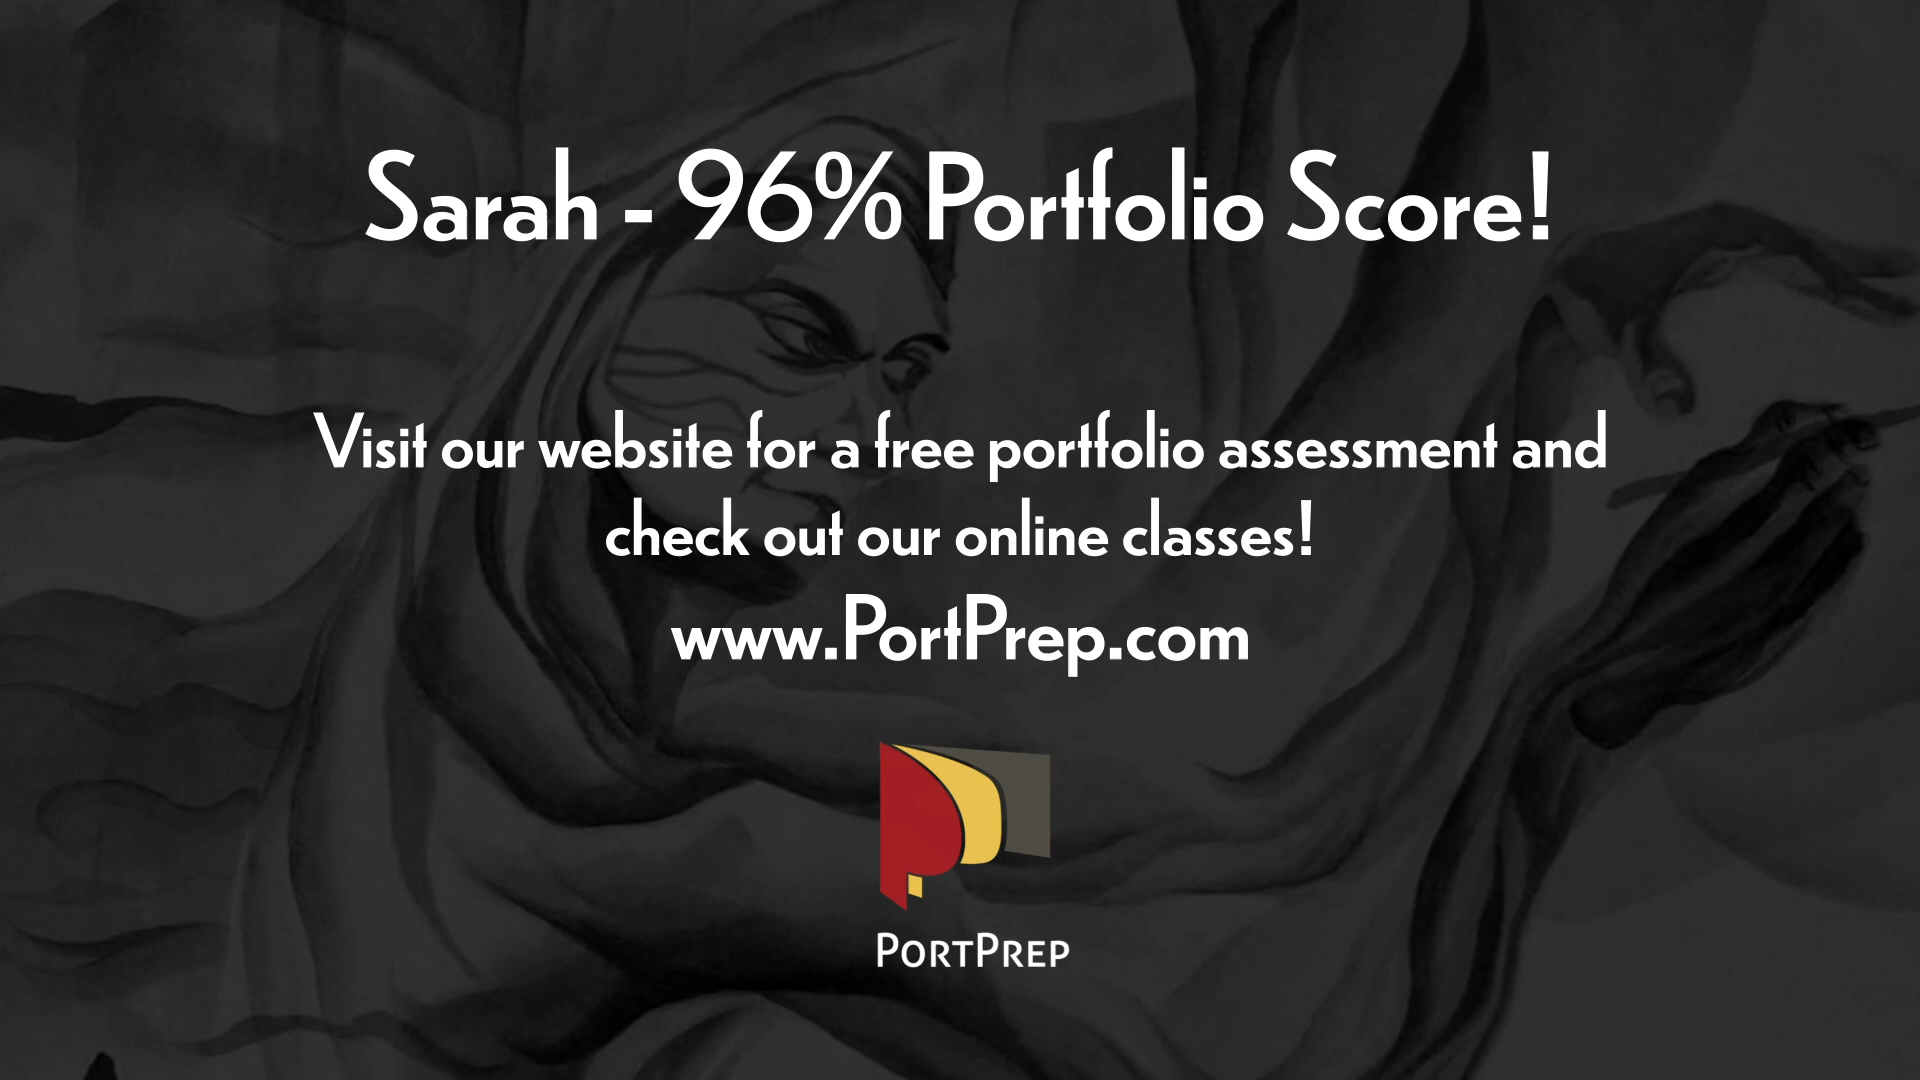 Sarah - 96% Portfolio Score!
Visit our website for a free portfolio assessment and
check out our online classes!
www.PortPrep.com
PORTPREP